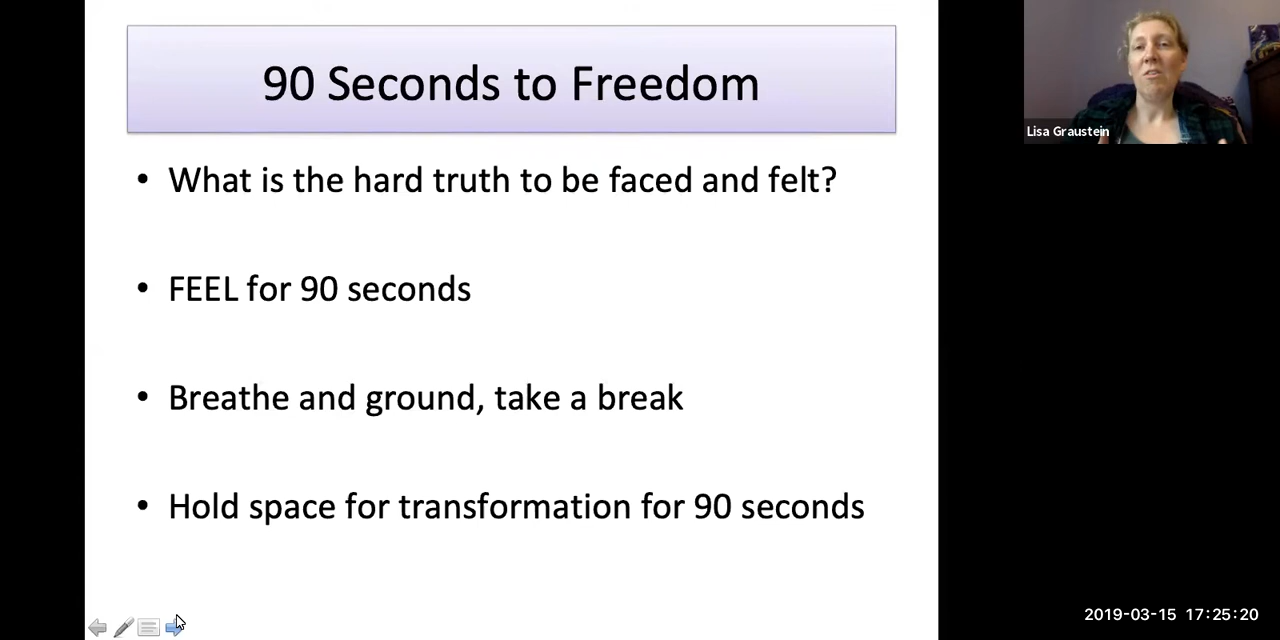 90 Seconds to Freedom
Lisa Graustein
• What is the hard truth to be faced and felt?
• FEEL for 90 seconds
• Breathe and ground, take a break
• Hold space for transformation for 90 seconds
2019-03-15 17:25:20